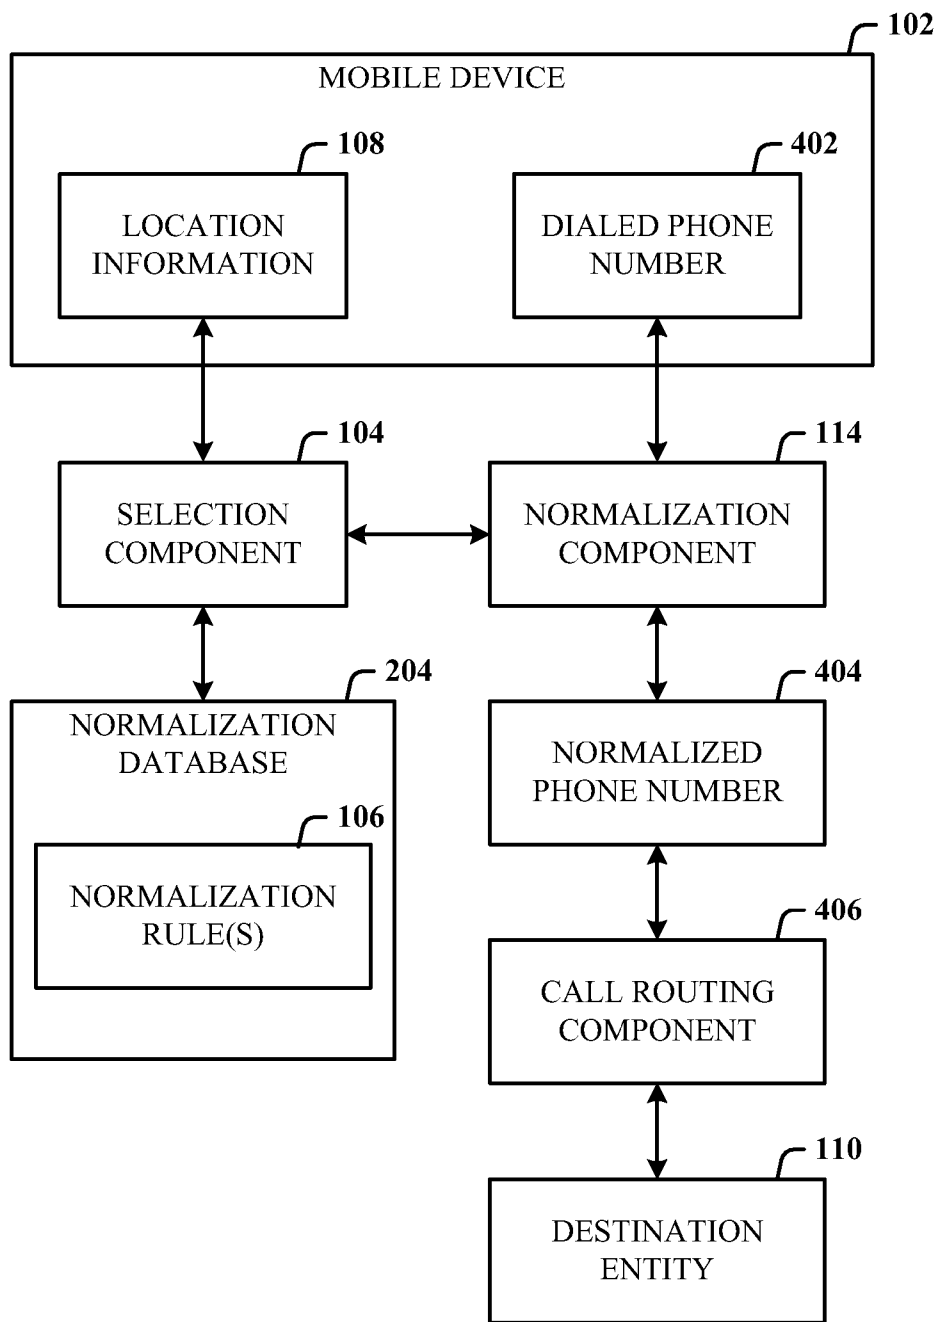 102
MOBILE DEVICE
108
402
LOCATION
INFORMATION
DIALED PHONE
NUMBER
104
114
SELECTION
COMPONENT
NORMALIZATION
COMPONENT
204
404
NORMALIZATION
DATABASE
NORMALIZED
PHONE NUMBER
106
NORMALIZATION
RULE(S)
406
CALL ROUTING
COMPONENT
110
DESTINATION
ENTITY